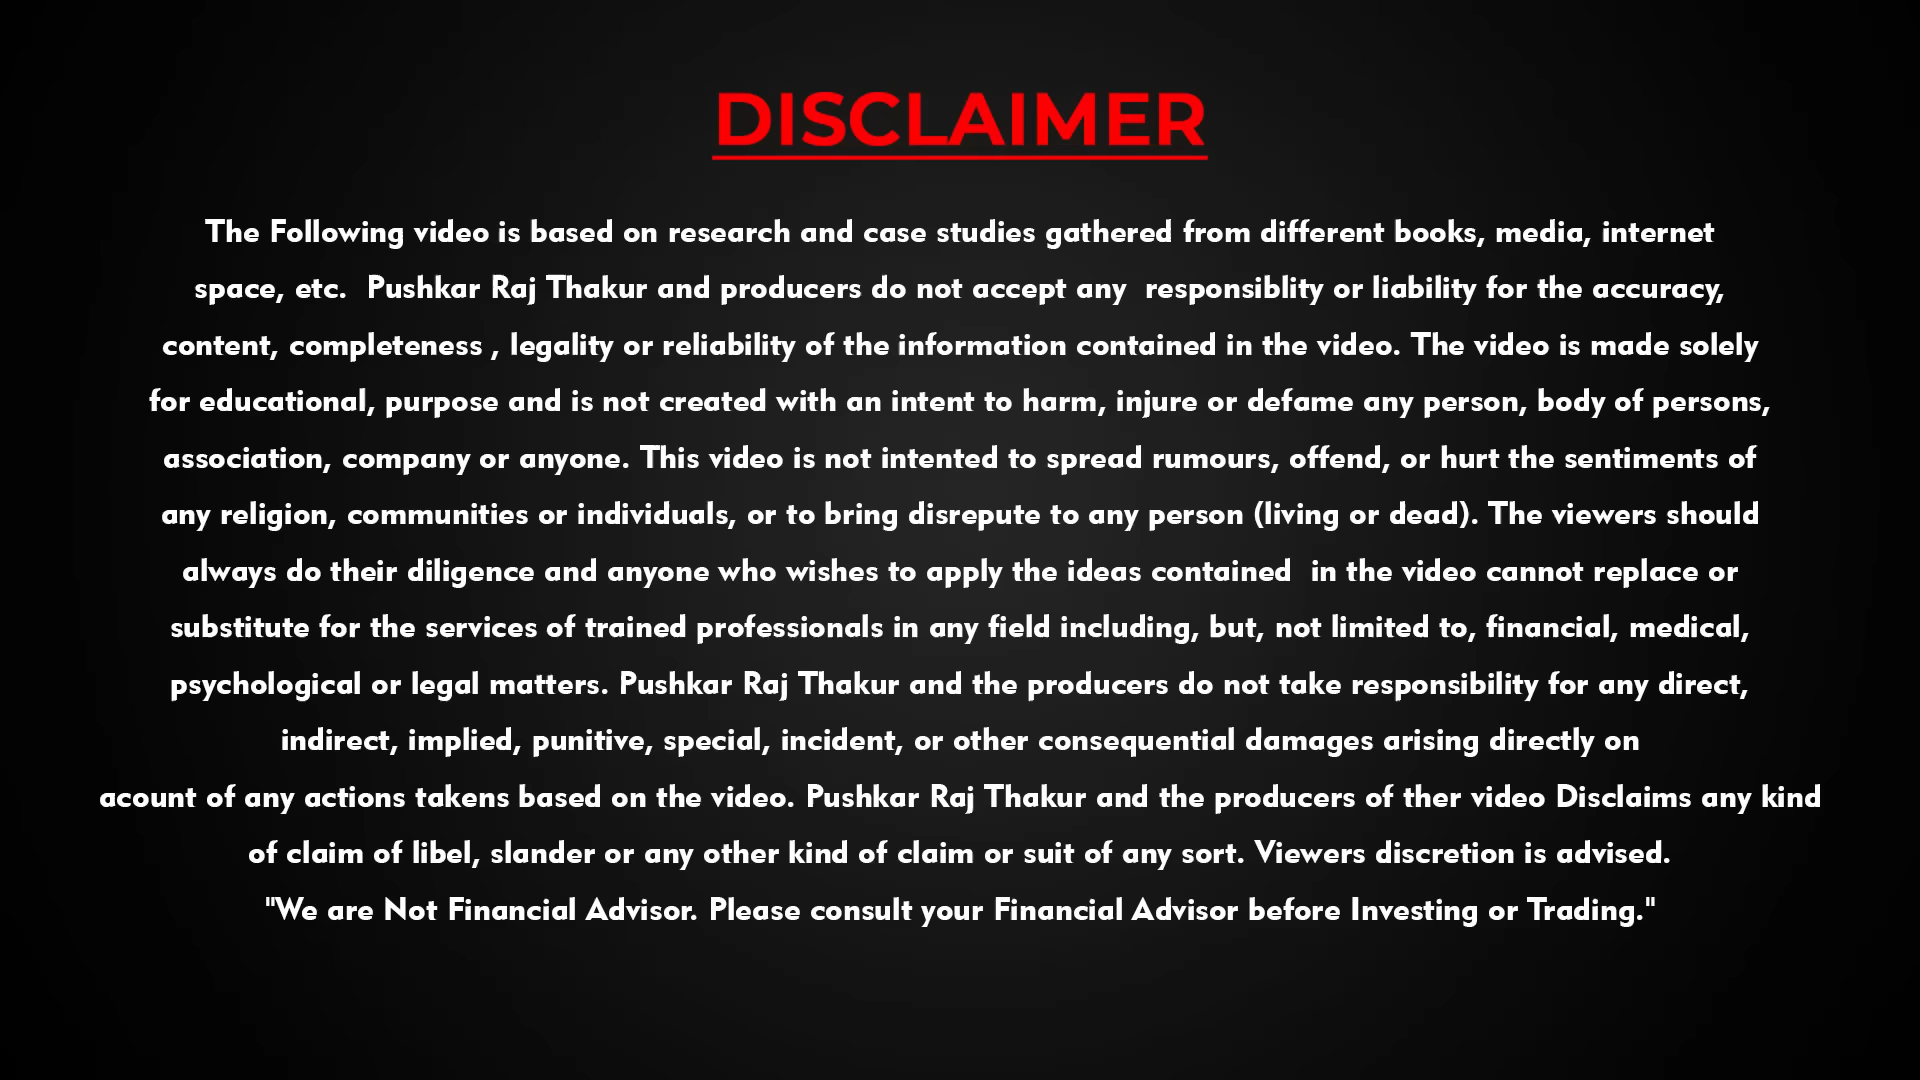 DISCLAIMER
The Following video is based on research and case studies gathered from different books, media, internet
space, etc.  Pushkar Raj Thakur and producers do not accept any  responsiblity or liability for the accuracy,
content, completeness , legality or reliability of the information contained in the video. The video is made solely
for educational, purpose and is not created with an intent to harm, injure or defame any person, body of persons,
association, company or anyone. This video is not intented to spread rumours, offend, or hurt the sentiments of
any religion, communities or individuals, or to bring disrepute to any person (living or dead). The viewers should
always do their diligence and anyone who wishes to apply the ideas contained  in the video cannot replace or
substitute for the services of trained professionals in any field including, but, not limited to, financial, medical,
psychological or legal matters. Pushkar Raj Thakur and the producers do not take responsibility for any direct,
indirect, implied, punitive, special, incident, or other consequential damages arising directly on
acount of any actions takens based on the video. Pushkar Raj Thakur and the producers of ther video Disclaims any kind
of claim of libel, slander or any other kind of claim or suit of any sort. Viewers discretion is advised.
"We are Not Financial Advisor. Please consult your Financial Advisor before Investing or Trading."